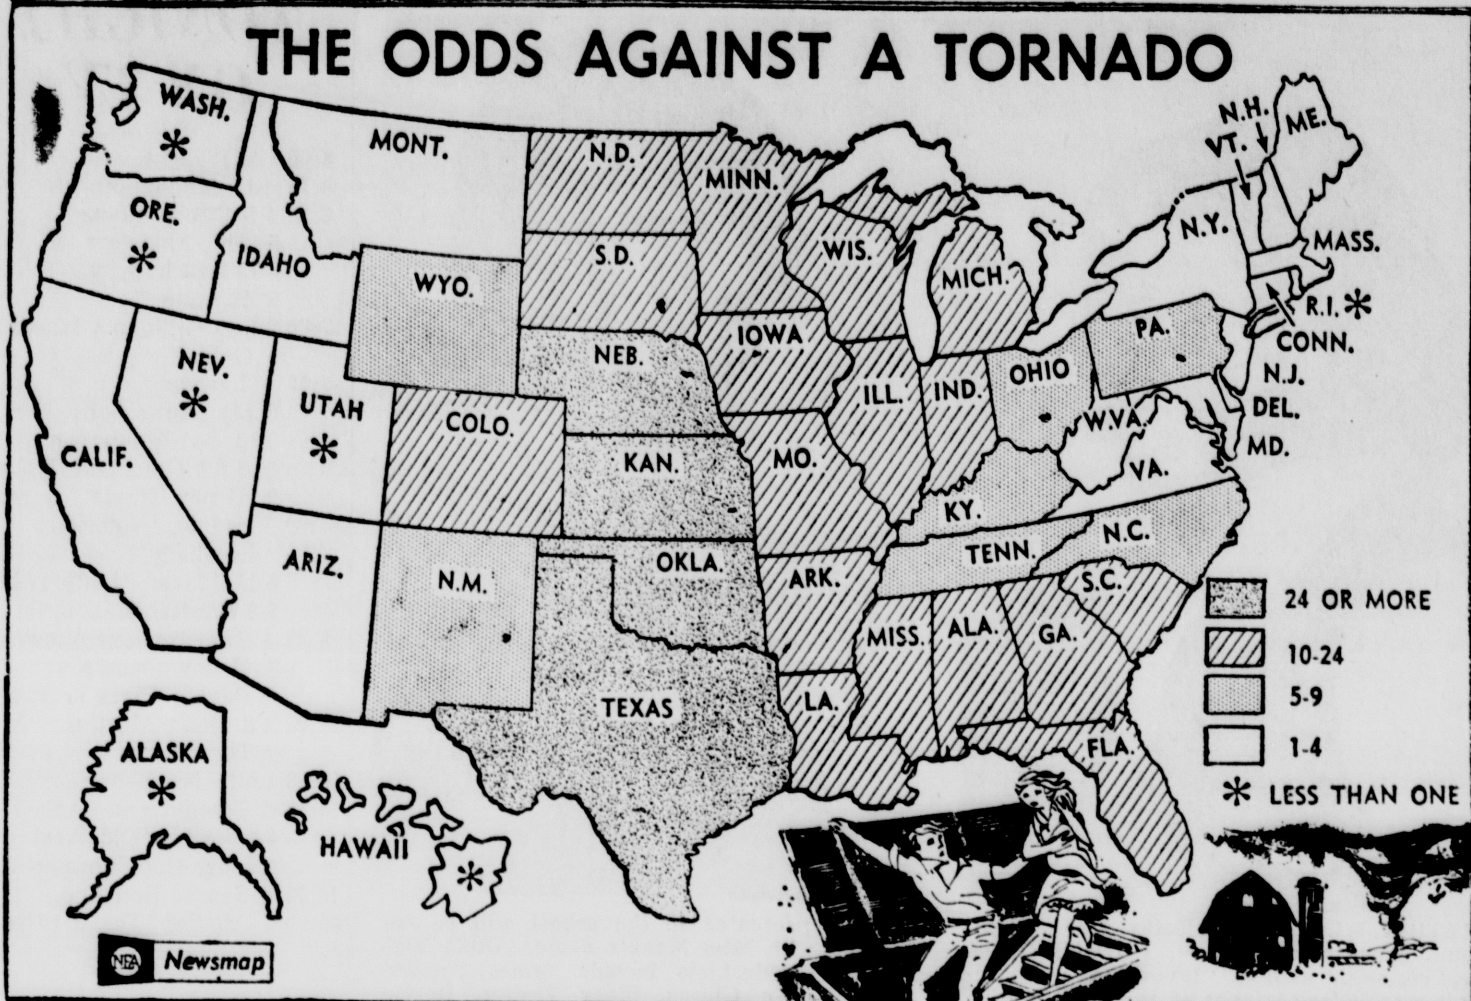 THE ODDS AGAINST A TORNADO
WASH.
*
MONT.
N.D.
MINN.
N.H.
VT.
ME.
ORE.
*
IDAHO
WYO.
S.D.
WIS.
MICH.
N.Y.
MASS.
R.I. *
CONN.
NEV.
*
UTAH
*
COLO.
NEB.
IOWA
ILL.
IND.
OHIO
PA.
N.J.
DEL.
MD.
CALIF.
KAN.
MO.
KY.
W.VA.
VA.
ARIZ.
N.M.
OKLA.
ARK.
TENN.
N.C.
S.C.
TEXAS
LA.
MISS.
ALA.
GA.
FLA.
ALASKA
*
HAWAII
*
24 OR MORE
10-24
5-9
1-4
* LESS THAN ONE
NEA Newsmap